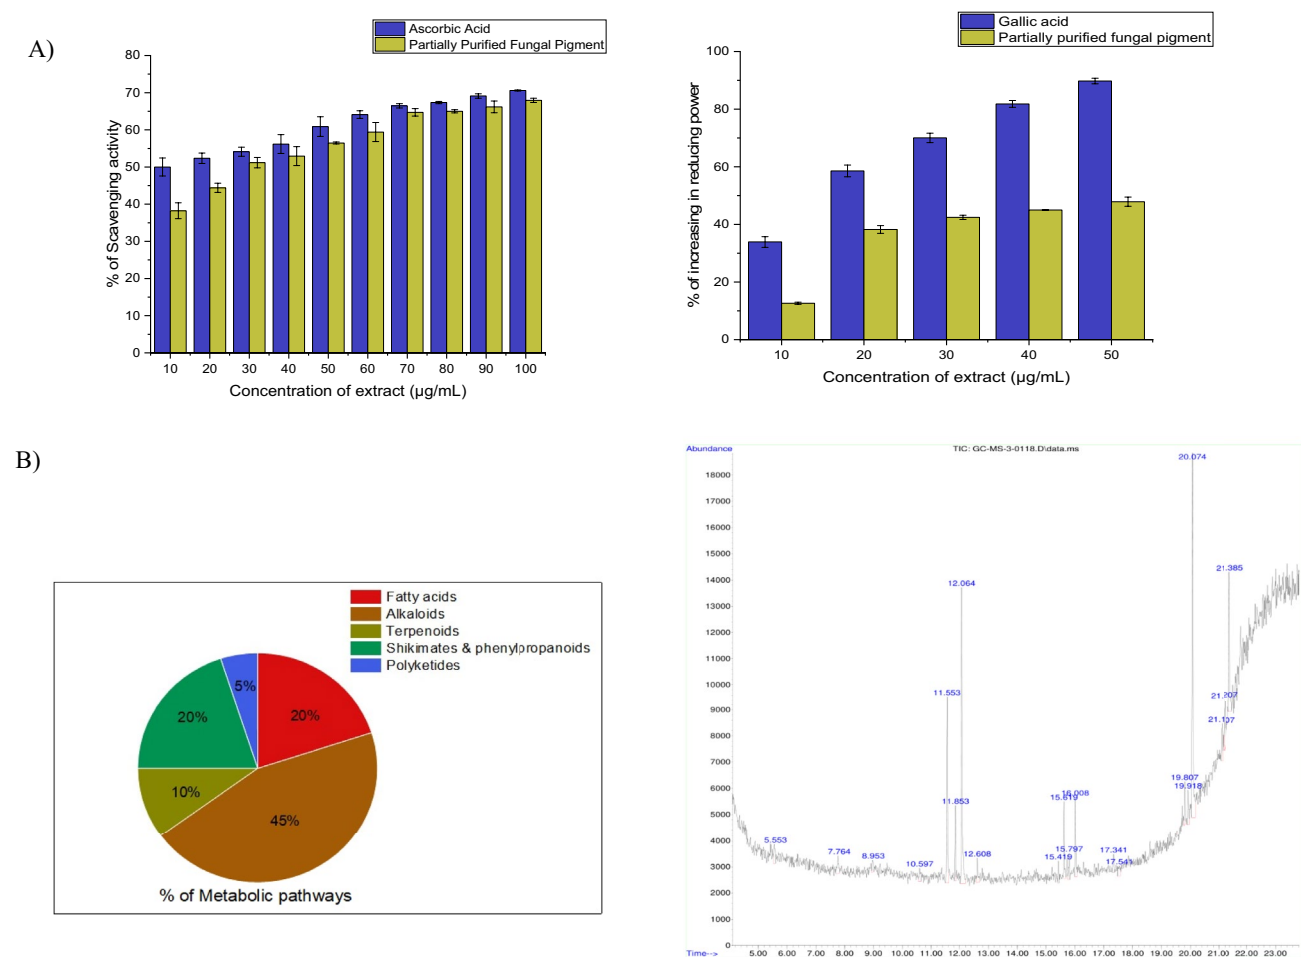 A)
Ascorbic Acid
Partially Purified Fungal Pigment
% of Scavenging activity
80
70
60
50
40
30
20
10
0
10 20 30 40 50 60 70 80 90 100
Concentration of extract (µg/mL)
Gallic acid
Partially purified fungal pigment
% of increasing in reducing power
100
80
60
40
20
0
10 20 30 40 50
Concentration of extract (µg/mL)
B)
Fatty acids
Alkaloids
Terpenoids
Shikimates & phenylpropanoids
Polyketides
5%
20%
20%
10%
45%
% of Metabolic pathways
Abundance
TIC: GC-MS-3-0118.D\data.ms
20.074
18000
17000
16000
15000
14000
13000
12000
11000
10000
9000
8000
7000
6000
5000
4000
3000
2000
1000
0
21.385
12.064
11.553
21.207
21.107
19.807
19.918
16.008
15.619
11.853
5.553
7.764
8.953
10.597
12.608
15.797
15.419
17.341
17.541
Time-->
5.00 6.00 7.00 8.00 9.00 10.00 11.00 12.00 13.00 14.00 15.00 16.00 17.00 18.00 19.00 20.00 21.00 22.00 23.00